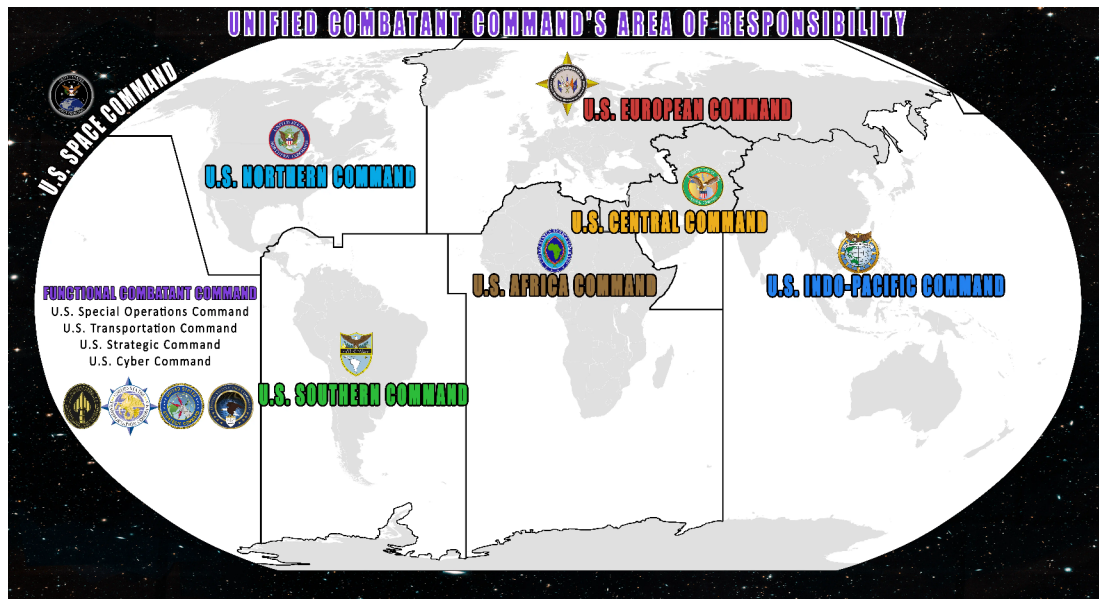 UNIFIED COMBATANT COMMAND'S AREA OF RESPONSIBILITY
U.S. SPACE COMMAND
U.S. EUROPEAN COMMAND
U.S. NORTHERN COMMAND
U.S. CENTRAL COMMAND
U.S. AFRICA COMMAND
U.S. INDO-PACIFIC COMMAND
FUNCTIONAL COMBATANT COMMAND
U.S. Special Operations Command
U.S. Transportation Command
U.S. Strategic Command
U.S. Cyber Command
U.S. SOUTHERN COMMAND